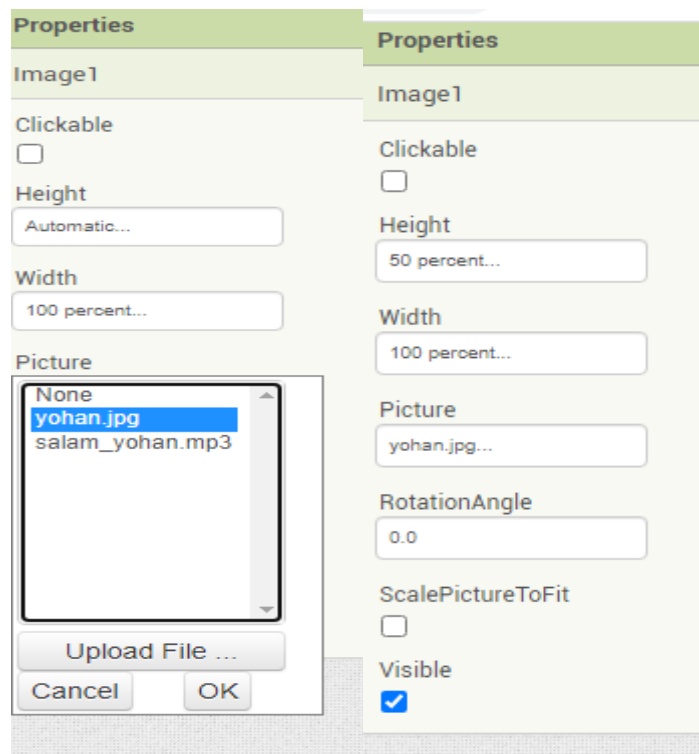 Properties
Image1
Clickable
Height
Automatic...
Width
100 percent...
Picture
None
yohan.jpg
salam_yohan.mp3
Upload File ...
Cancel OK
Properties
Image1
Clickable
Height
50 percent...
Width
100 percent...
Picture
yohan.jpg...
RotationAngle
0.0
ScalePictureToFit
Visible